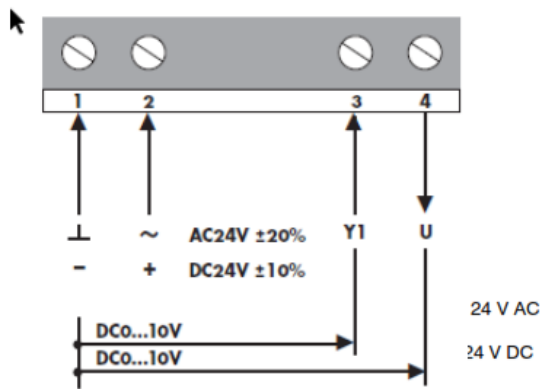 1 2 3 4
⊥ ~ AC24V ±20% Y1 U
- + DC24V ±10%
24 V AC
DC0...10V
24 V DC
DC0...10V